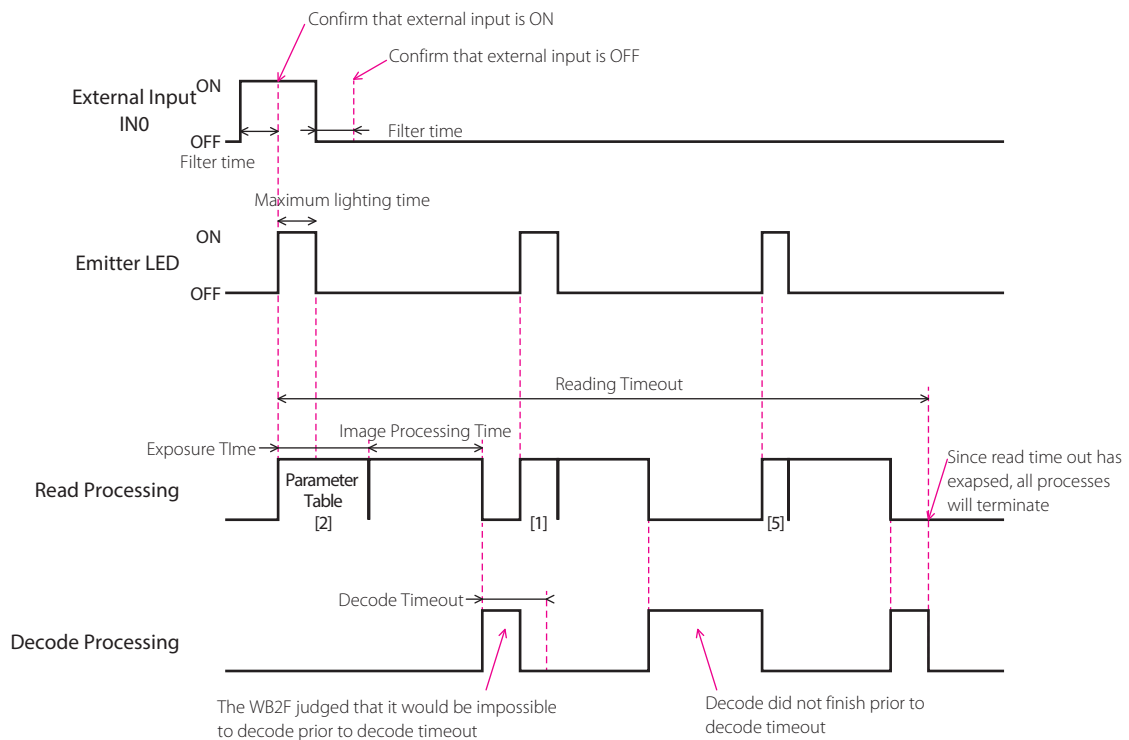 Confirm that external input is ON
Confirm that external input is OFF
ON
External Input
IN0
OFF
Filter time
Filter time
Maximum lighting time
ON
Emitter LED
OFF
Reading Timeout
Exposure TIme
Image Processing Time
Read Processing
Parameter
Table
[2]
[1]
[5]
Since read time out has
exapsed, all processes
will terminate
Decode Timeout
Decode Processing
The WB2F judged that it would be impossible
to decode prior to decode timeout
Decode did not finish prior to
decode timeout